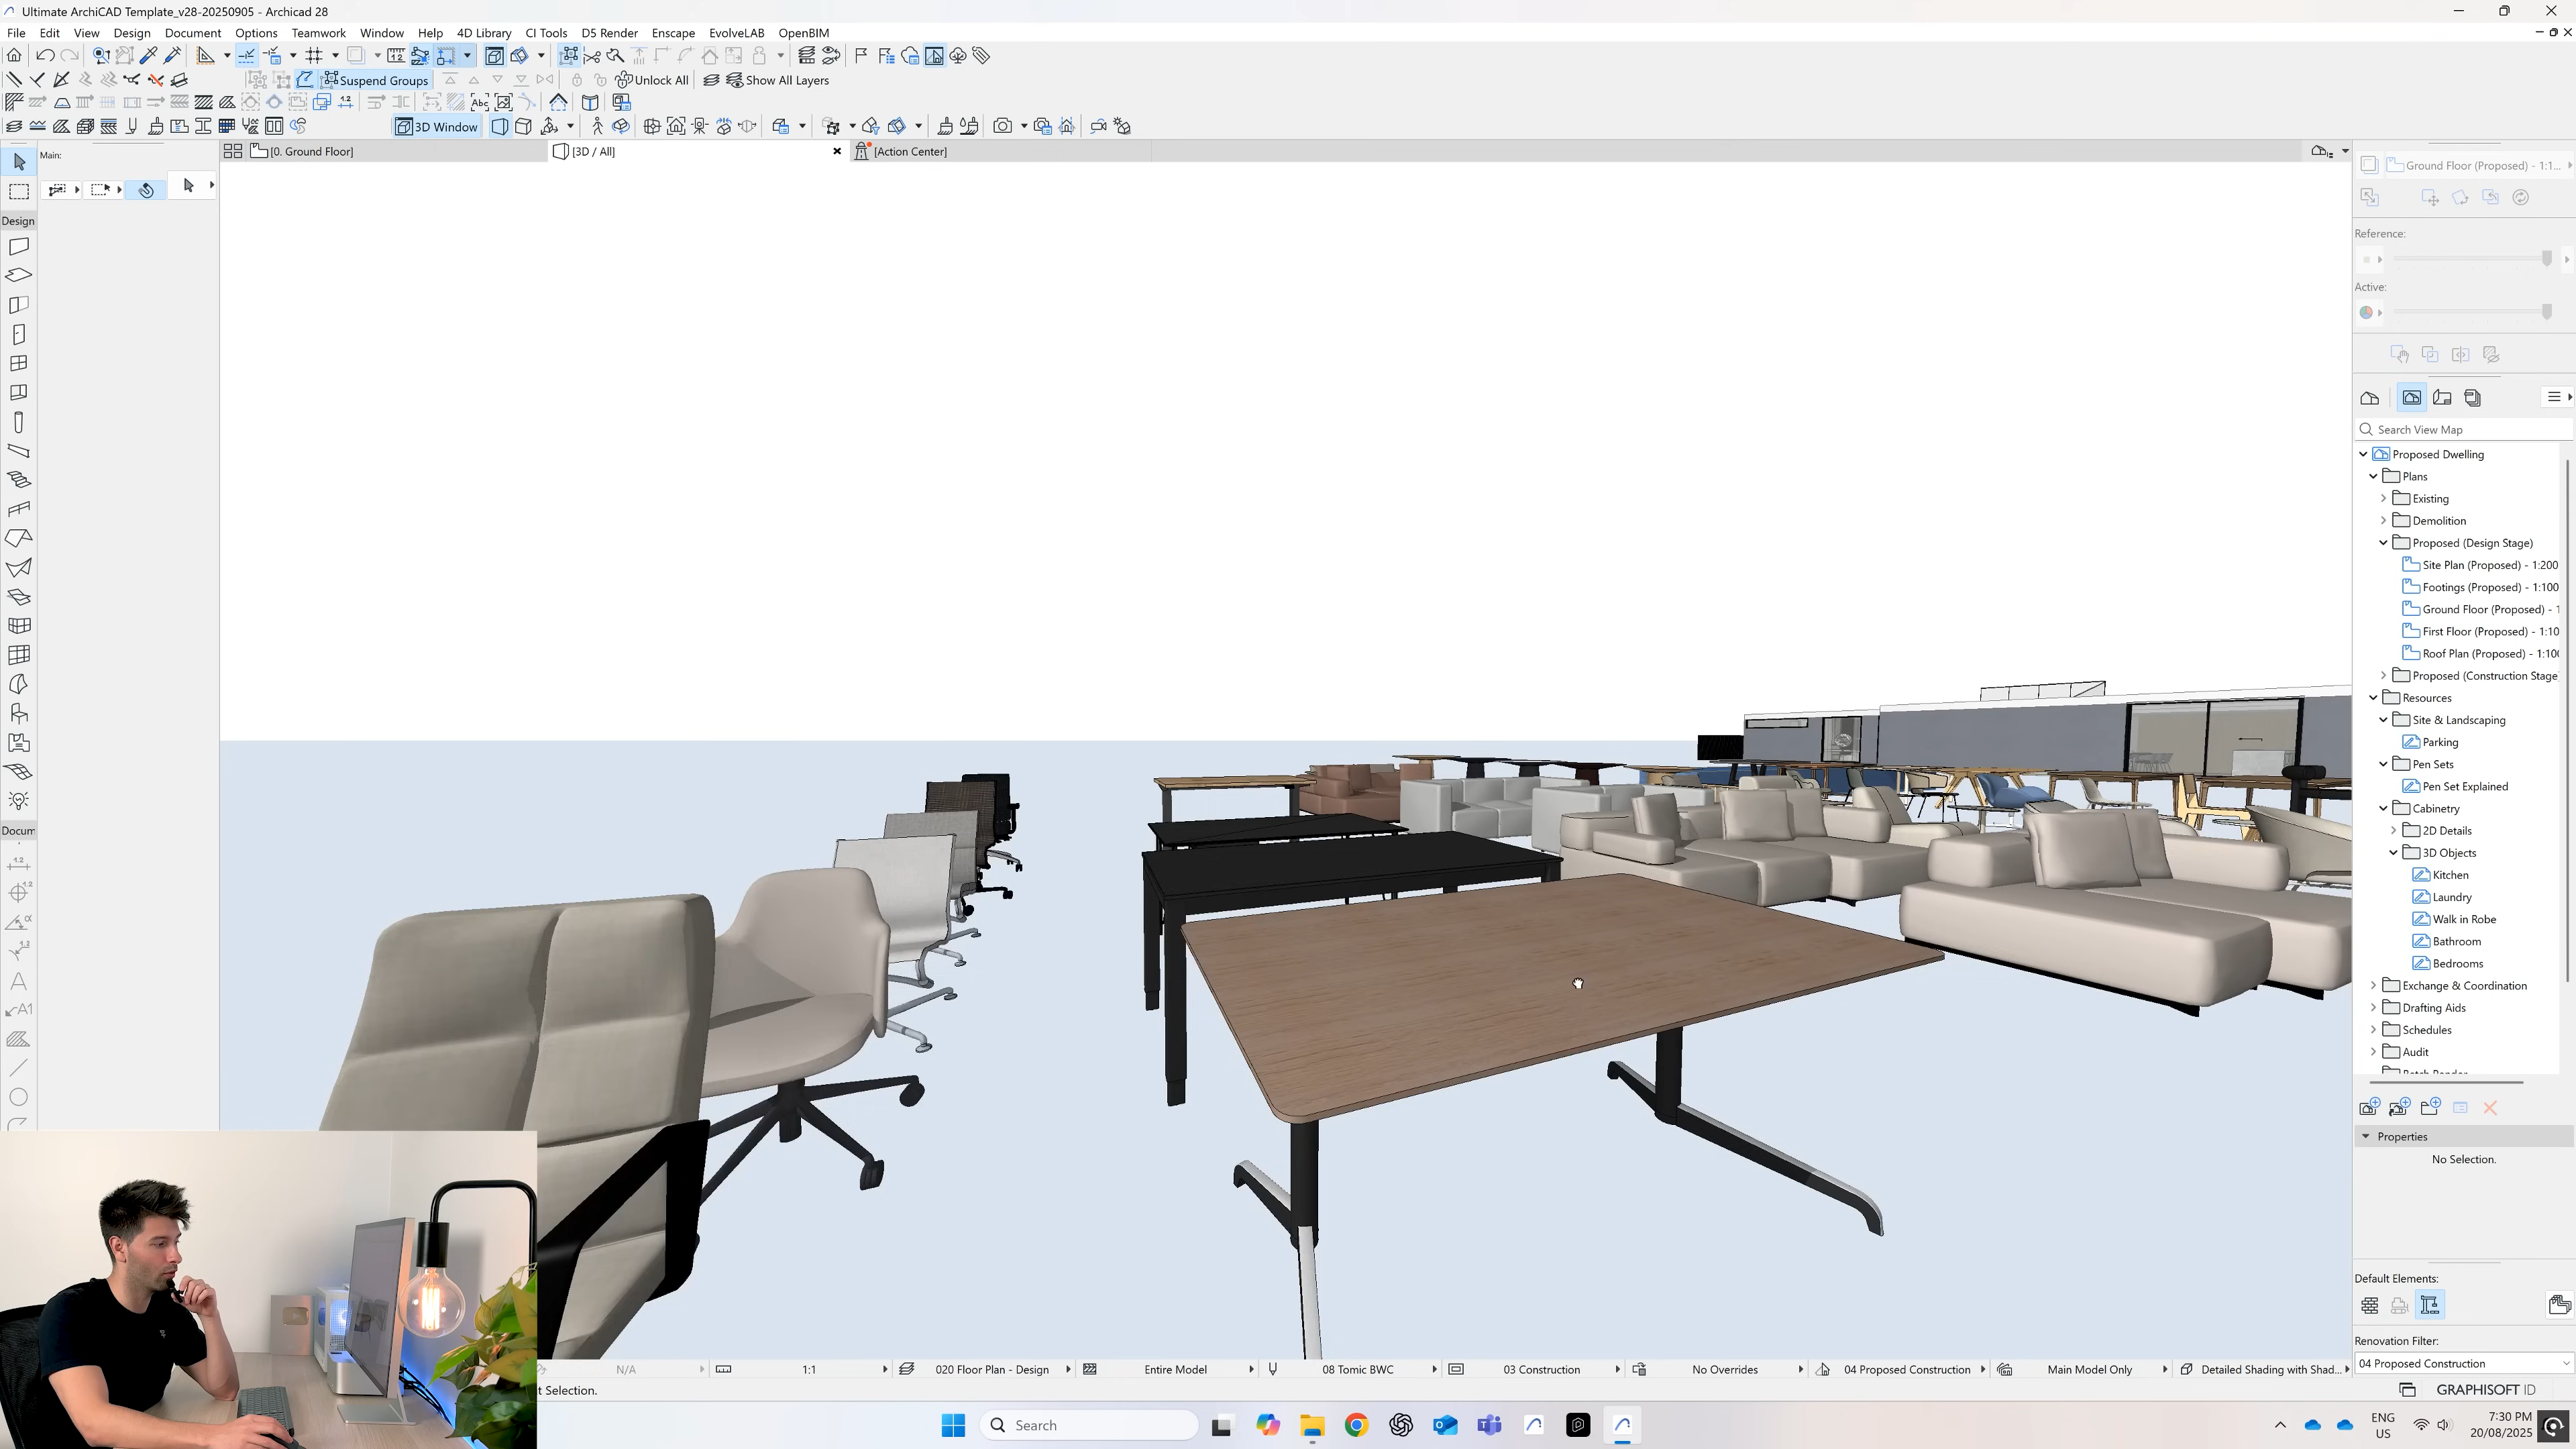 Ultimate ArchiCAD Template_v28-20250905 - Archicad 28
File Edit View Design Document Options Teamwork Window Help 4D Library CI Tools D5 Render Enscape EvolveLAB OpenBIM
Suspend Groups Unlock All Show All Layers
Abc
3D Window
Main:
[0. Ground Floor] [3D / All] [Action Center]
Ground Floor (Proposed) - 1:1...
Design
Reference:
Active:
Search View Map
Proposed Dwelling
Plans
Existing
Demolition
Proposed (Design Stage)
Site Plan (Proposed) - 1:200
Footings (Proposed) - 1:100
Ground Floor (Proposed) - 1
First Floor (Proposed) - 1:10
Roof Plan (Proposed) - 1:100
Proposed (Construction Stage
Resources
Site & Landscaping
Parking
Pen Sets
Pen Set Explained
Cabinetry
2D Details
3D Objects
Kitchen
Laundry
Walk in Robe
Bathroom
Bedrooms
Exchange & Coordination
Drafting Aids
Schedules
Audit
Docum
Properties
No Selection.
Default Elements:
Renovation Filter:
04 Proposed Construction
N/A 1:1 020 Floor Plan - Design Entire Model 08 Tomic BWC 03 Construction No Overrides 04 Proposed Construction Main Model Only Detailed Shading with Shad...
t Selection.
GRAPHISOFT ID
Search
ENG
US
7:30 PM
20/08/2025